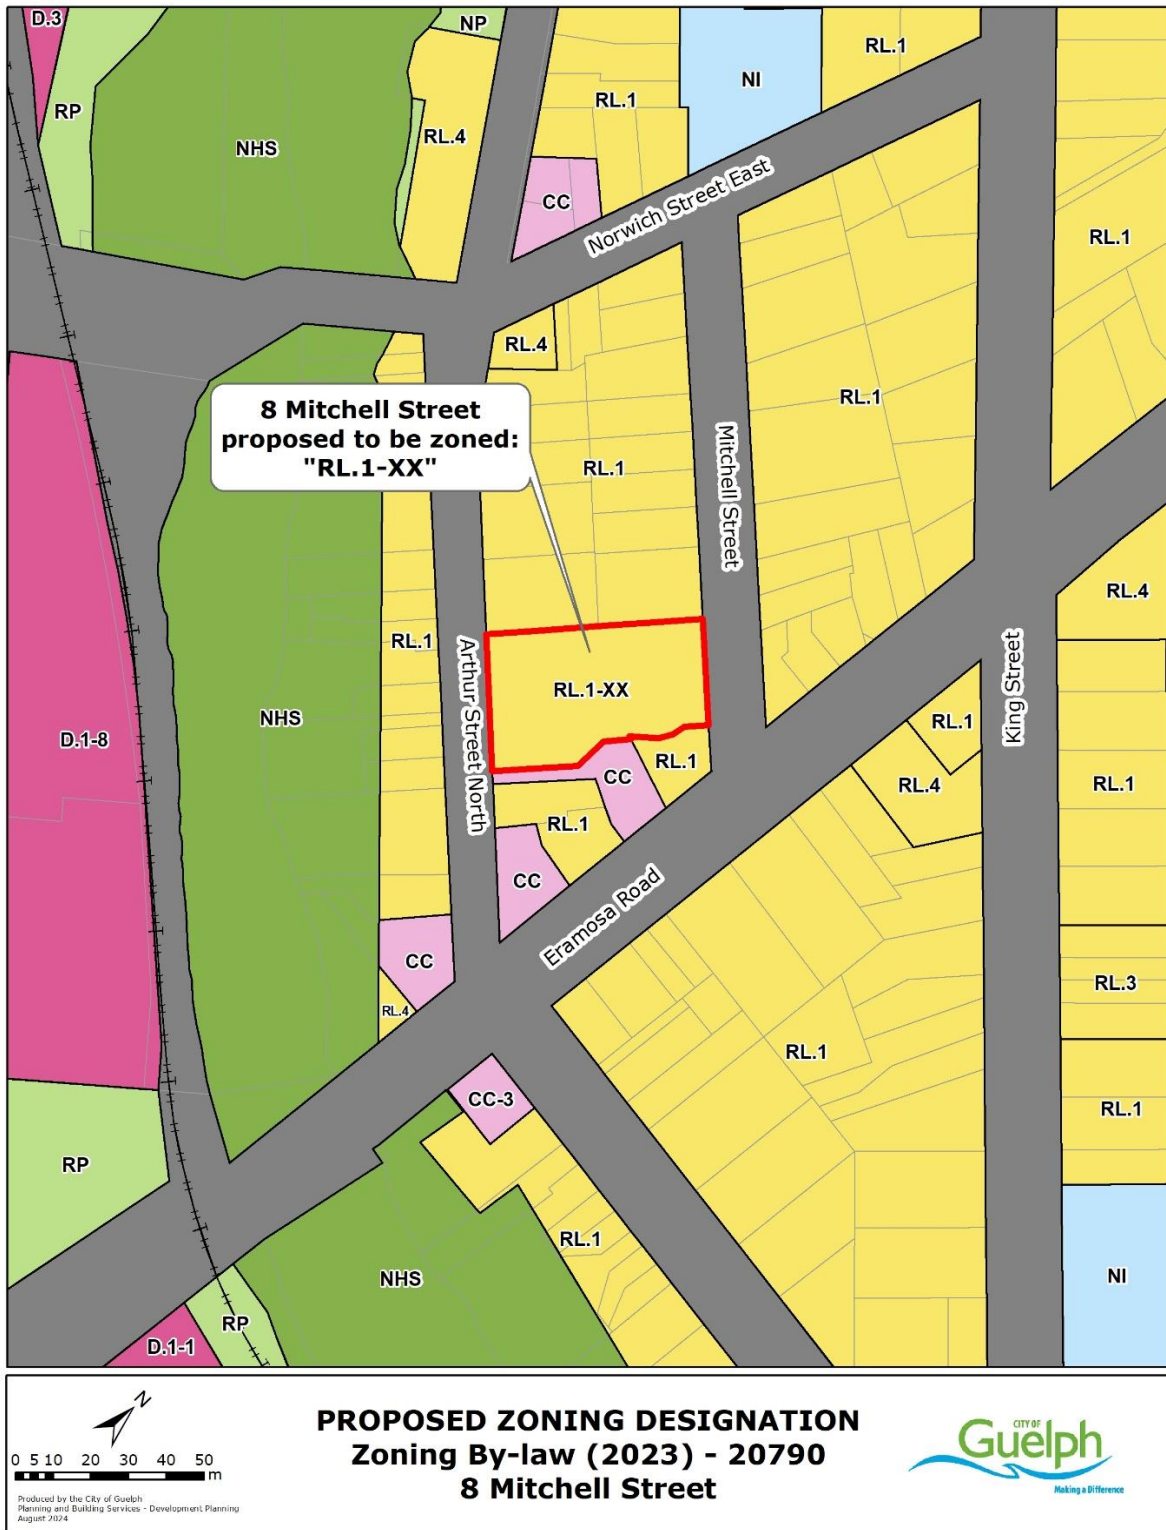 D.3
NP
RL.1
RP
NI
RL.1
NHS
RL.4
CC
Norwich Street East
RL.1
RL.4
8 Mitchell Street
proposed to be zoned:
"RL.1-XX"
RL.1
RL.1
Mitchell Street
RL.4
RL.1
Arthur Street North
RL.1-XX
King Street
NHS
D.1-8
RL.1
RL.1
CC
RL.4
RL.1
RL.1
CC
Eramosa Road
CC
RL.3
RL.4
RL.1
CC-3
RL.1
RP
RL.1
NHS
NI
RP
D.1-1
N
0 5 10 20 30 40 50
m
Produced by the City of Guelph
Planning and Building Services - Development Planning
August 2024
PROPOSED ZONING DESIGNATION
Zoning By-law (2023) - 20790
8 Mitchell Street
CITY OF
Guelph
Making a Difference